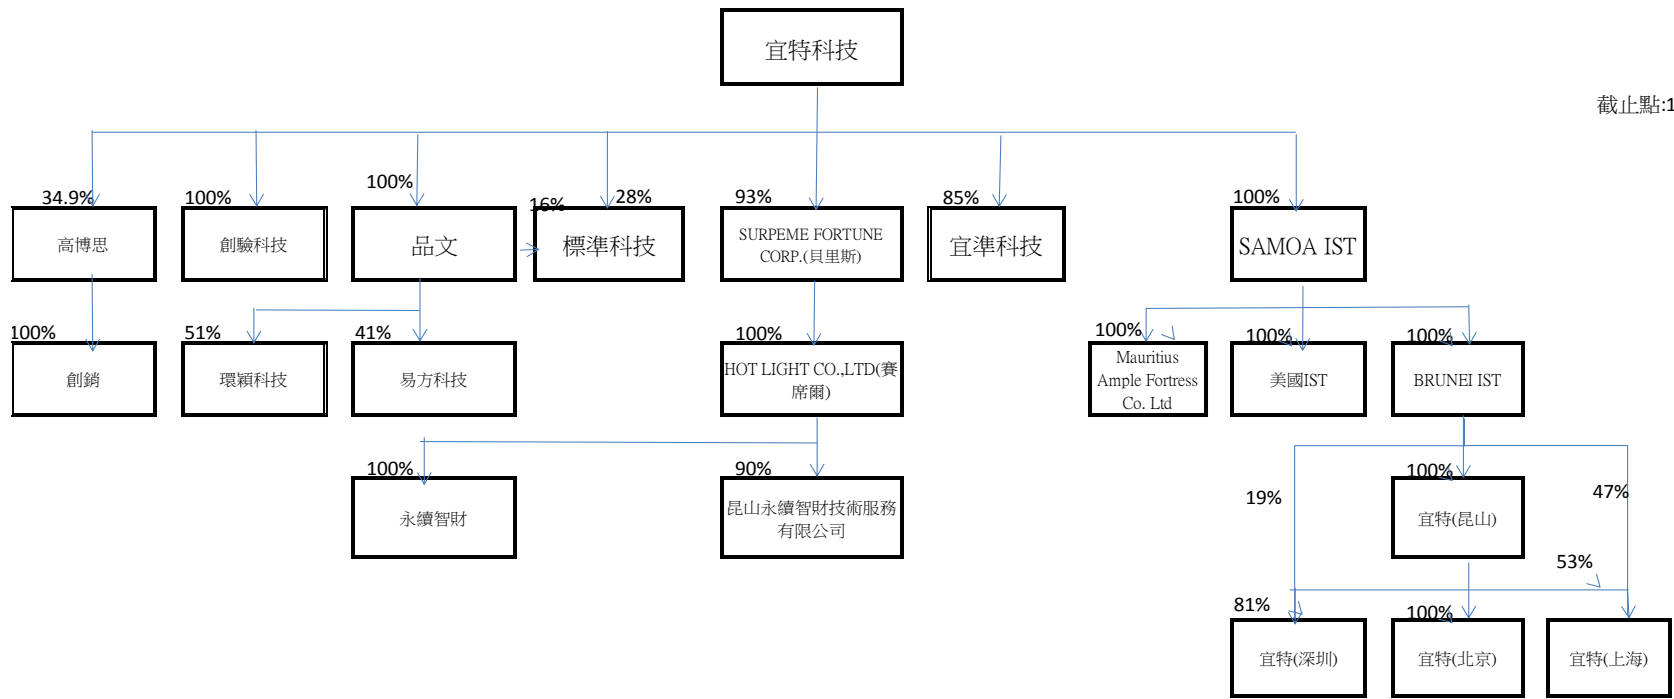 宜特科技
截止點:1
34.9%
100%
100%
16%
28%
93%
85%
100%
高博思
創驗科技
品文
標準科技
SURPEME FORTUNE
CORP.(貝里斯)
宜準科技
SAMOA IST
100%
51%
41%
100%
100%
100%
100%
創銷
環穎科技
易方科技
HOT LIGHT CO.,LTD(賽
席爾)
Mauritius
Ample Fortress
Co. Ltd
美國IST
BRUNEI IST
100%
90%
19%
100%
47%
永續智財
昆山永續智財技術服務
有限公司
宜特(昆山)
53%
81%
100%
宜特(深圳)
宜特(北京)
宜特(上海)